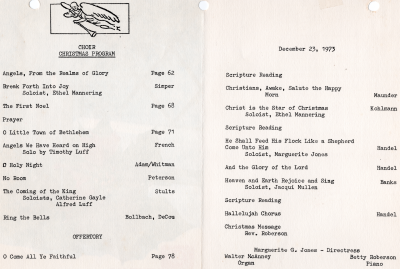 CHOIR
CHRISTMAS PROGRAM
Angels, From the Realms of Glory Page 62
Break Forth Into Joy Simper
Soloist, Ethel Mannering
The First Noel Page 68
Prayer
O Little Town of Bethlehem Page 71
Angels We Have Heard on High French
Solo by Timothy Luff
O Holy Night Adam/Whitman
No Room Peterson
The Coming of the King Stults
Soloists, Catherine Gayle
Alfred Luff
Ring the Bells Bollbach, DeCou
OFFERTORY
O Come All Ye Faithful Page 78
December 23, 1973
Scripture Reading
Christians, Awake, Salute the Happy
Morn Maunder
Christ is the Star of Christmas Kohlmann
Soloist, Ethel Mannering
Scripture Reading
He Shall Feed His Flock Like a Shepherd
Come Unto Him Handel
Soloist, Marguerite Jones
And the Glory of the Lord Handel
Heaven and Earth Rejoice and Sing Banks
Soloist, Jacqui Mullen
Scripture Reading
Hallelujah Chorus Handel
Christmas Message
Rev. Roberson
Marguerite G. Jones - Directress
Walter McAuney Betty Roberson
Organ Piano